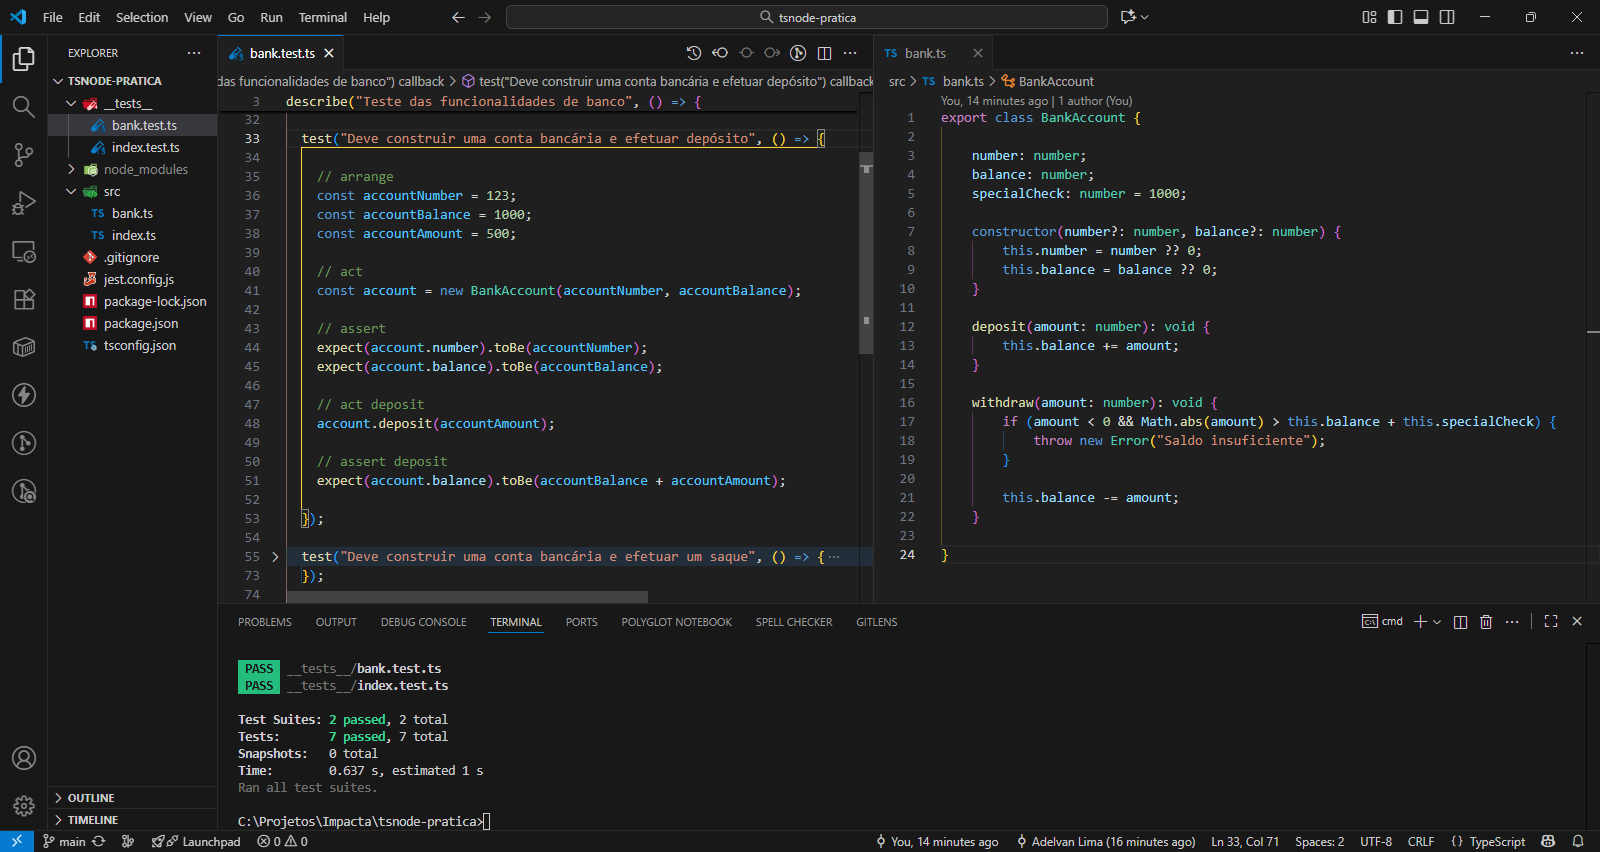 File Edit Selection View Go Run Terminal Help
tsnode-pratica
EXPLORER
TSNODE-PRATICA
__tests__
bank.test.ts
index.test.ts
node_modules
src
TS bank.ts
TS index.ts
.gitignore
jest.config.js
package-lock.json
package.json
TS tsconfig.json
OUTLINE
TIMELINE
bank.test.ts
das funcionalidades de banco") callback > test("Deve construir uma conta bancária e efetuar depósito") callback
3 describe("Teste das funcionalidades de banco", () => {
32
33 test("Deve construir uma conta bancária e efetuar depósito", () => {
34
35 // arrange
36 const accountNumber = 123;
37 const accountBalance = 1000;
38 const accountAmount = 500;
39
40 // act
41 const account = new BankAccount(accountNumber, accountBalance);
42
43 // assert
44 expect(account.number).toBe(accountNumber);
45 expect(account.balance).toBe(accountBalance);
46
47 // act deposit
48 account.deposit(accountAmount);
49
50 // assert deposit
51 expect(account.balance).toBe(accountBalance + accountAmount);
52
53 });
54
55 test("Deve construir uma conta bancária e efetuar um saque", () => { ⋯
73 });
74
TS bank.ts
src > TS bank.ts > BankAccount
You, 14 minutes ago | 1 author (You)
1 export class BankAccount {
2
3 number: number;
4 balance: number;
5 specialCheck: number = 1000;
6
7 constructor(number?: number, balance?: number) {
8 this.number = number ?? 0;
9 this.balance = balance ?? 0;
10 }
11
12 deposit(amount: number): void {
13 this.balance += amount;
14 }
15
16 withdraw(amount: number): void {
17 if (amount < 0 && Math.abs(amount) > this.balance + this.specialCheck) {
18 throw new Error("Saldo insuficiente");
19 }
20
21 this.balance -= amount;
22 }
23
24 }
PROBLEMS OUTPUT DEBUG CONSOLE TERMINAL PORTS POLYGLOT NOTEBOOK SPELL CHECKER GITLENS
cmd
PASS __tests__/bank.test.ts
PASS __tests__/index.test.ts
Test Suites: 2 passed, 2 total
Tests: 7 passed, 7 total
Snapshots: 0 total
Time: 0.637 s, estimated 1 s
Ran all test suites.
C:\Projetos\Impacta\tsnode-pratica>
main Launchpad 0 0 You, 14 minutes ago Adelvan Lima (16 minutes ago) Ln 33, Col 71 Spaces: 2 UTF-8 CRLF {} TypeScript